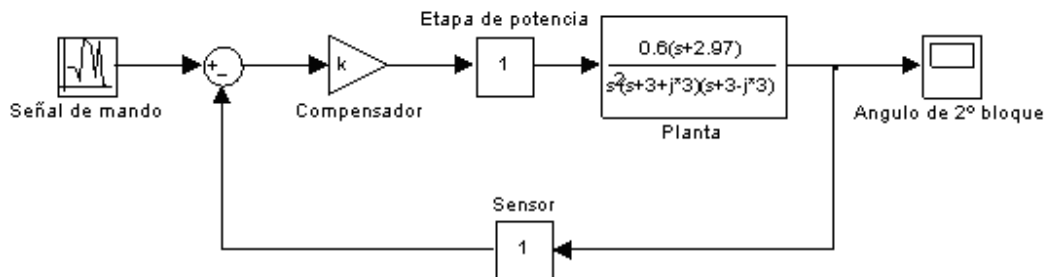 Etapa de potencia
+
−
k
1
0.6(s+2.97)
s^2(s+3+j*3)(s+3-j*3)
Señal de mando
Compensador
Planta
Angulo de 2º bloque
Sensor
1